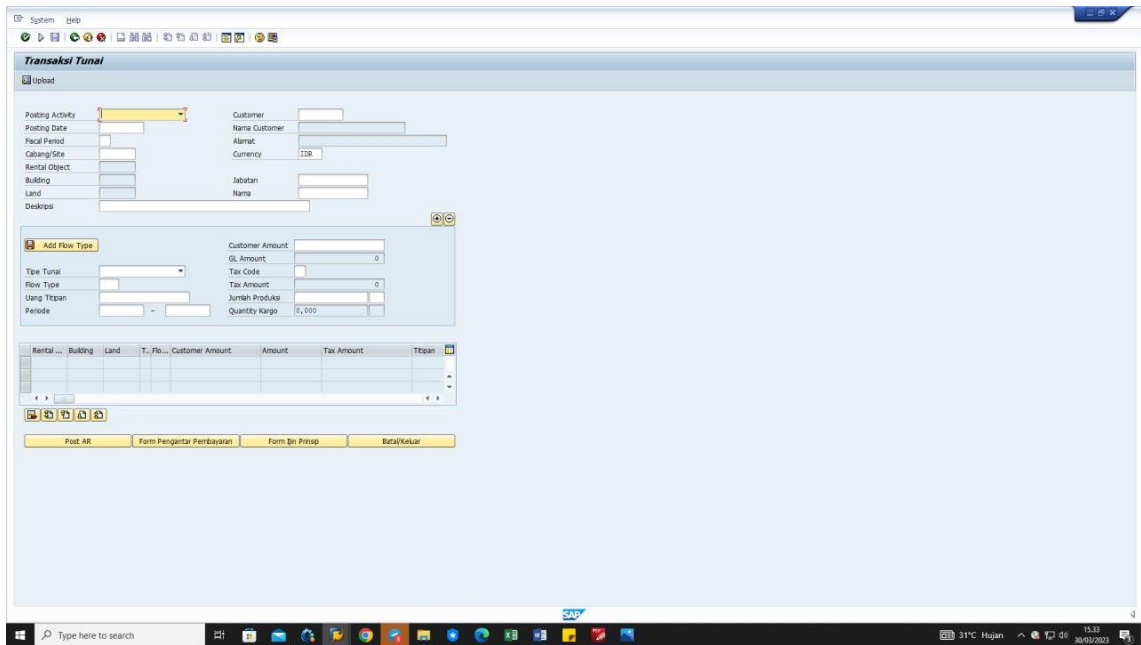 System Help
Transaksi Tunai
Upload
Posting Activity Customer
Posting Date Nama Customer
Fiscal Period Alamat
Cabang/Site Currency IDR
Rental Object
Building Jabatan
Land Nama
Deskripsi
Add Flow Type Customer Amount
GL Amount 0
Tipe Tunai Tax Code
Flow Type Tax Amount 0
Uang Titipan Jumlah Produksi
Periode - Quantity Kargo 0,000
Rental ... Building Land T.. Flo... Customer Amount Amount Tax Amount Titipan
Post AR Form Pengantar Pembayaran Form Ijin Prinsip Batal/Keluar
SAP
Type here to search 31°C Hujan 15.33
30/03/2023